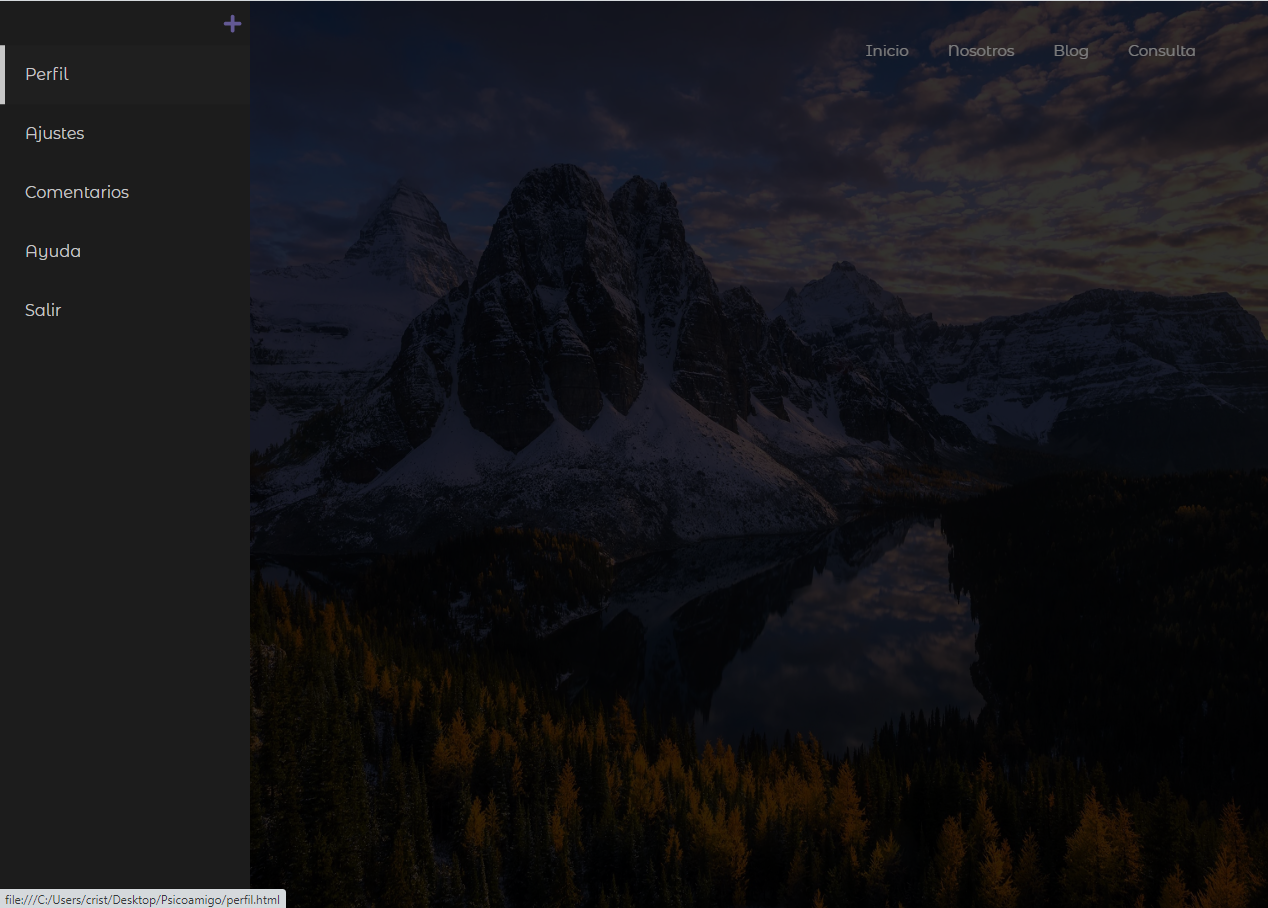 Inicio Nosotros Blog Consulta
Perfil
Ajustes
Comentarios
Ayuda
Salir
file:///C:/Users/crist/Desktop/Psicoamigo/perfil.html